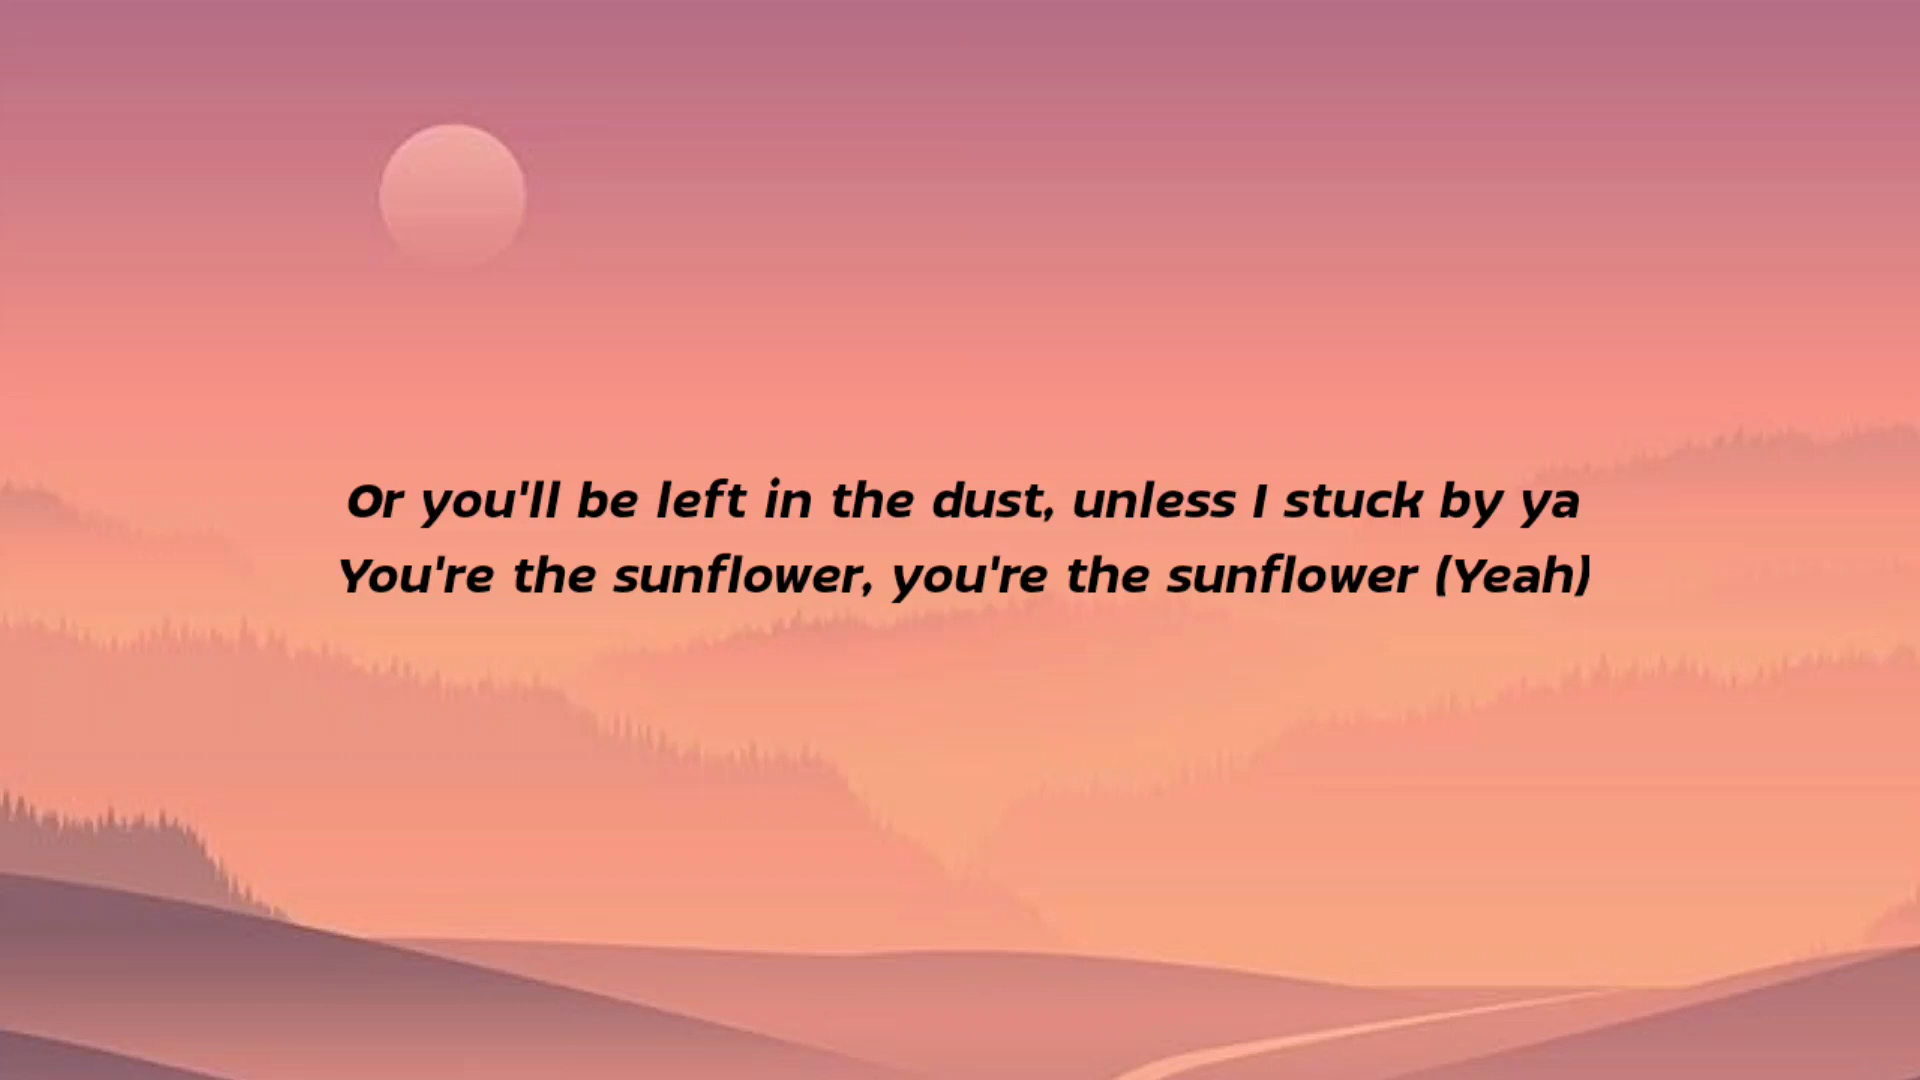 Or you'll be left in the dust, unless I stuck by ya
You're the sunflower, you're the sunflower (Yeah)